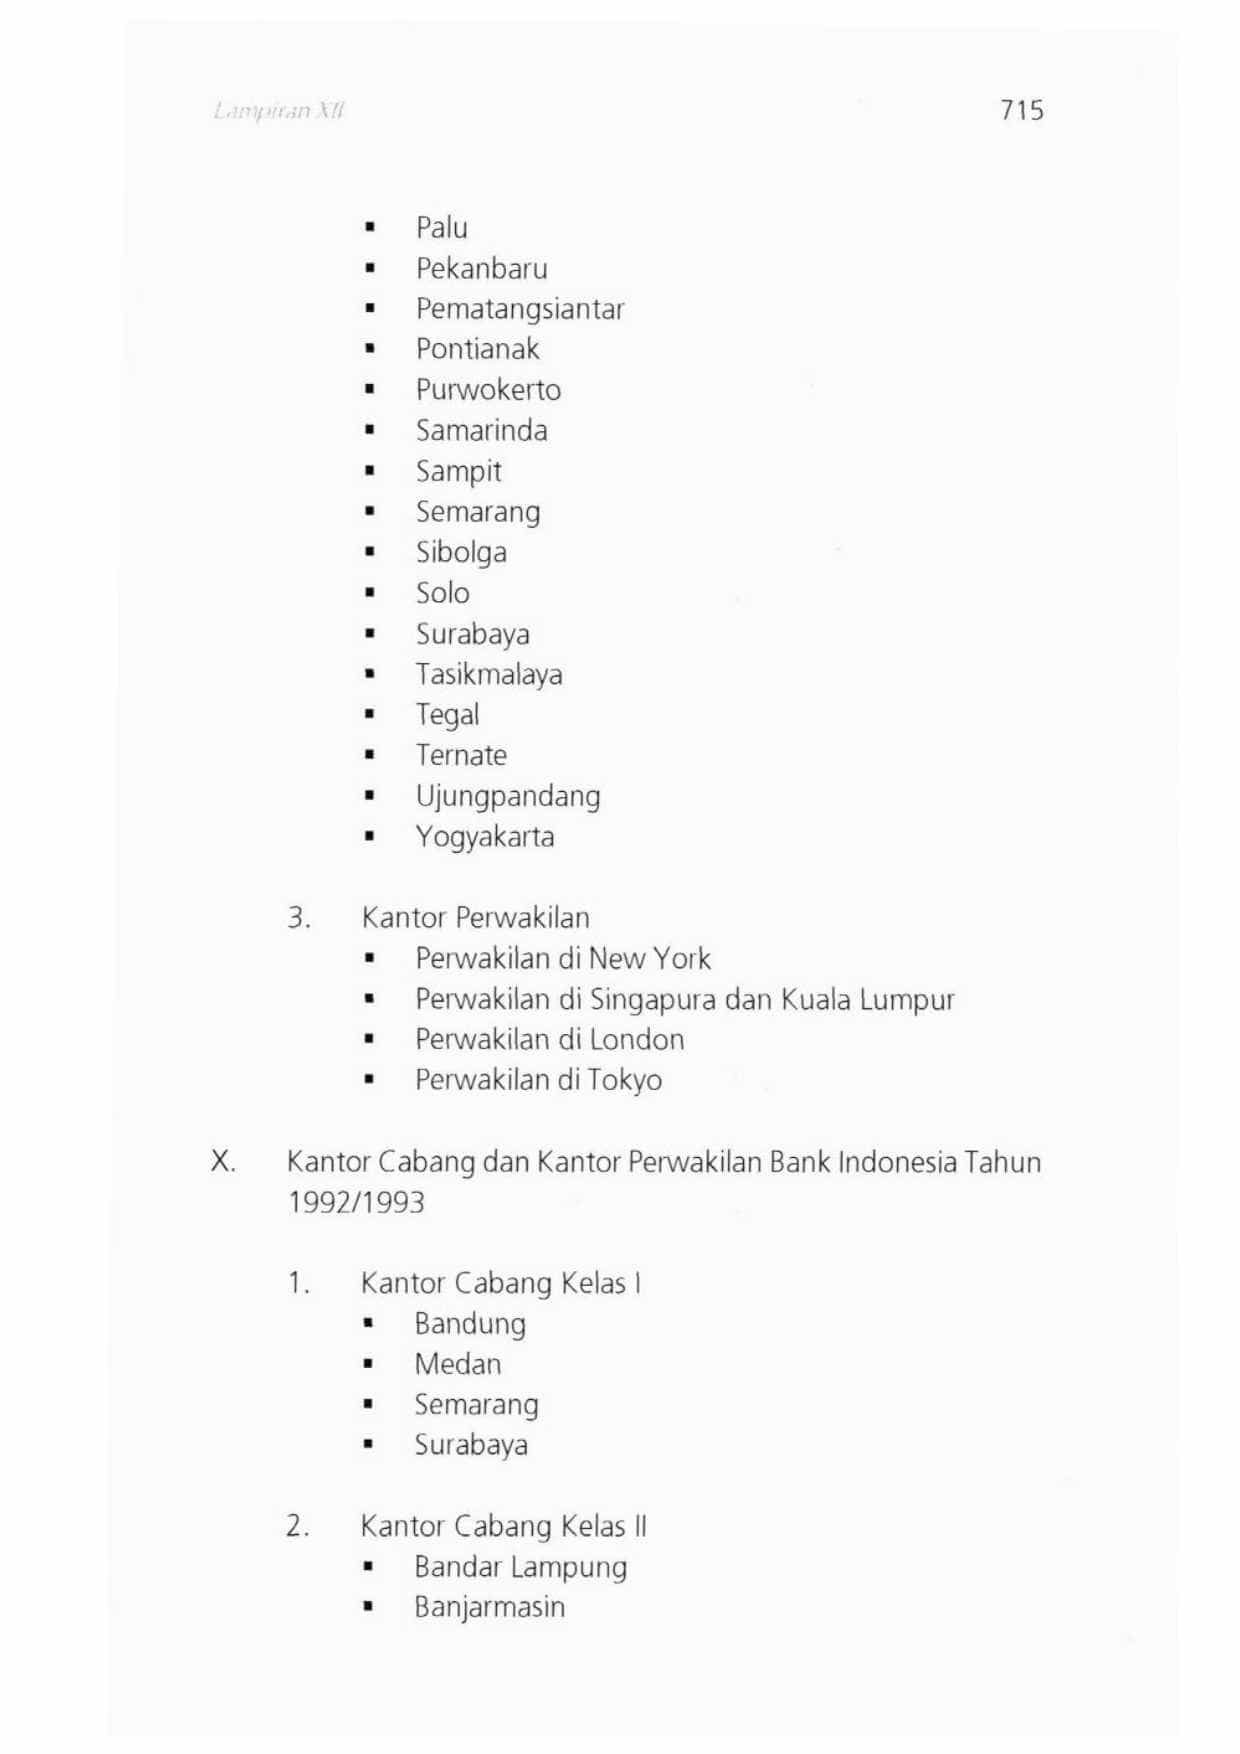 Lampiran XII 715
▪ Palu
▪ Pekanbaru
▪ Pematangsiantar
▪ Pontianak
▪ Purwokerto
▪ Samarinda
▪ Sampit
▪ Semarang
▪ Sibolga
▪ Solo
▪ Surabaya
▪ Tasikmalaya
▪ Tegal
▪ Ternate
▪ Ujungpandang
▪ Yogyakarta
3. Kantor Perwakilan
▪ Perwakilan di New York
▪ Perwakilan di Singapura dan Kuala Lumpur
▪ Perwakilan di London
▪ Perwakilan di Tokyo
X. Kantor Cabang dan Kantor Perwakilan Bank Indonesia Tahun
1992/1993
1. Kantor Cabang Kelas I
▪ Bandung
▪ Medan
▪ Semarang
▪ Surabaya
2. Kantor Cabang Kelas II
▪ Bandar Lampung
▪ Banjarmasin